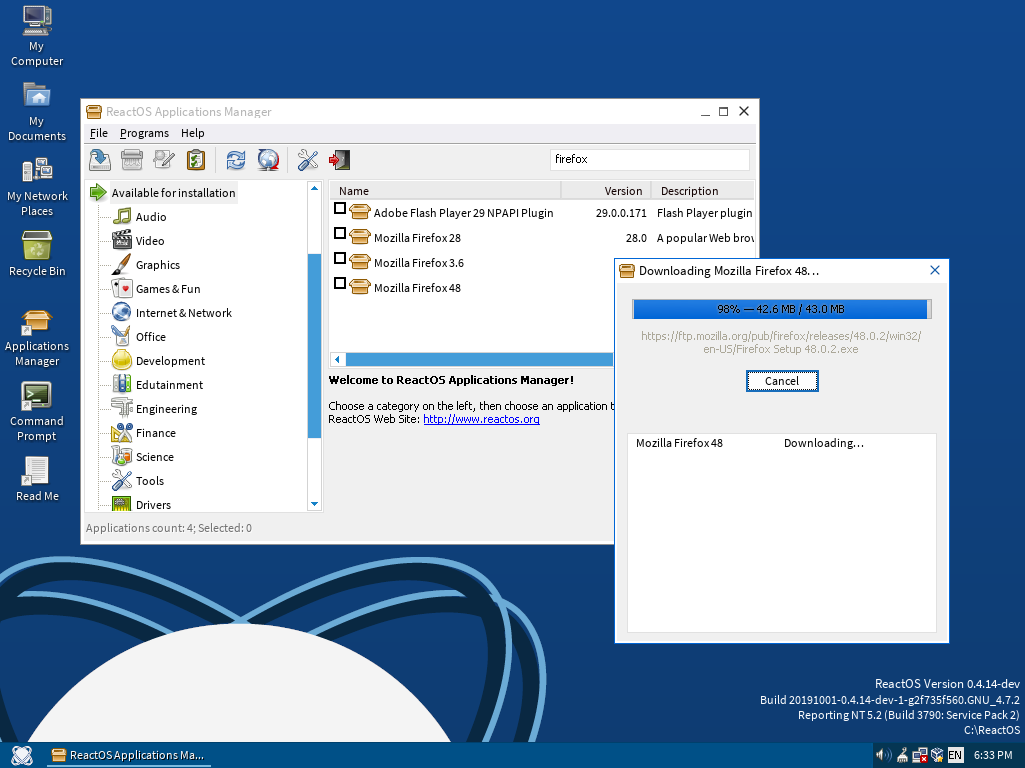 My
Computer
My
Documents
My Network
Places
Recycle Bin
Applications
Manager
Command
Prompt
Read Me
ReactOS Applications Manager
File Programs Help
firefox
Available for installation
Audio
Video
Graphics
Games & Fun
Internet & Network
Office
Development
Edutainment
Engineering
Finance
Science
Tools
Drivers
Name Version Description
Adobe Flash Player 29 NPAPI Plugin 29.0.0.171 Flash Player plugin
Mozilla Firefox 28 28.0 A popular Web
Mozilla Firefox 3.6
Mozilla Firefox 48
Welcome to ReactOS Applications Manager!
Choose a category on the left, then choose an application
ReactOS Web Site: http://www.reactos.org
Applications count: 4; Selected: 0
Downloading Mozilla Firefox 48...
98% — 42.6 MB / 43.0 MB
https://ftp.mozilla.org/pub/firefox/releases/48.0.2/win32/
en-US/Firefox Setup 48.0.2.exe
Cancel
Mozilla Firefox 48 Downloading...
ReactOS Version 0.4.14-dev
Build 20191001-0.4.14-dev-1-g2f735f560.GNU_4.7.2
Reporting NT 5.2 (Build 3790: Service Pack 2)
C:\ReactOS
ReactOS Applications Ma...
EN 6:33 PM